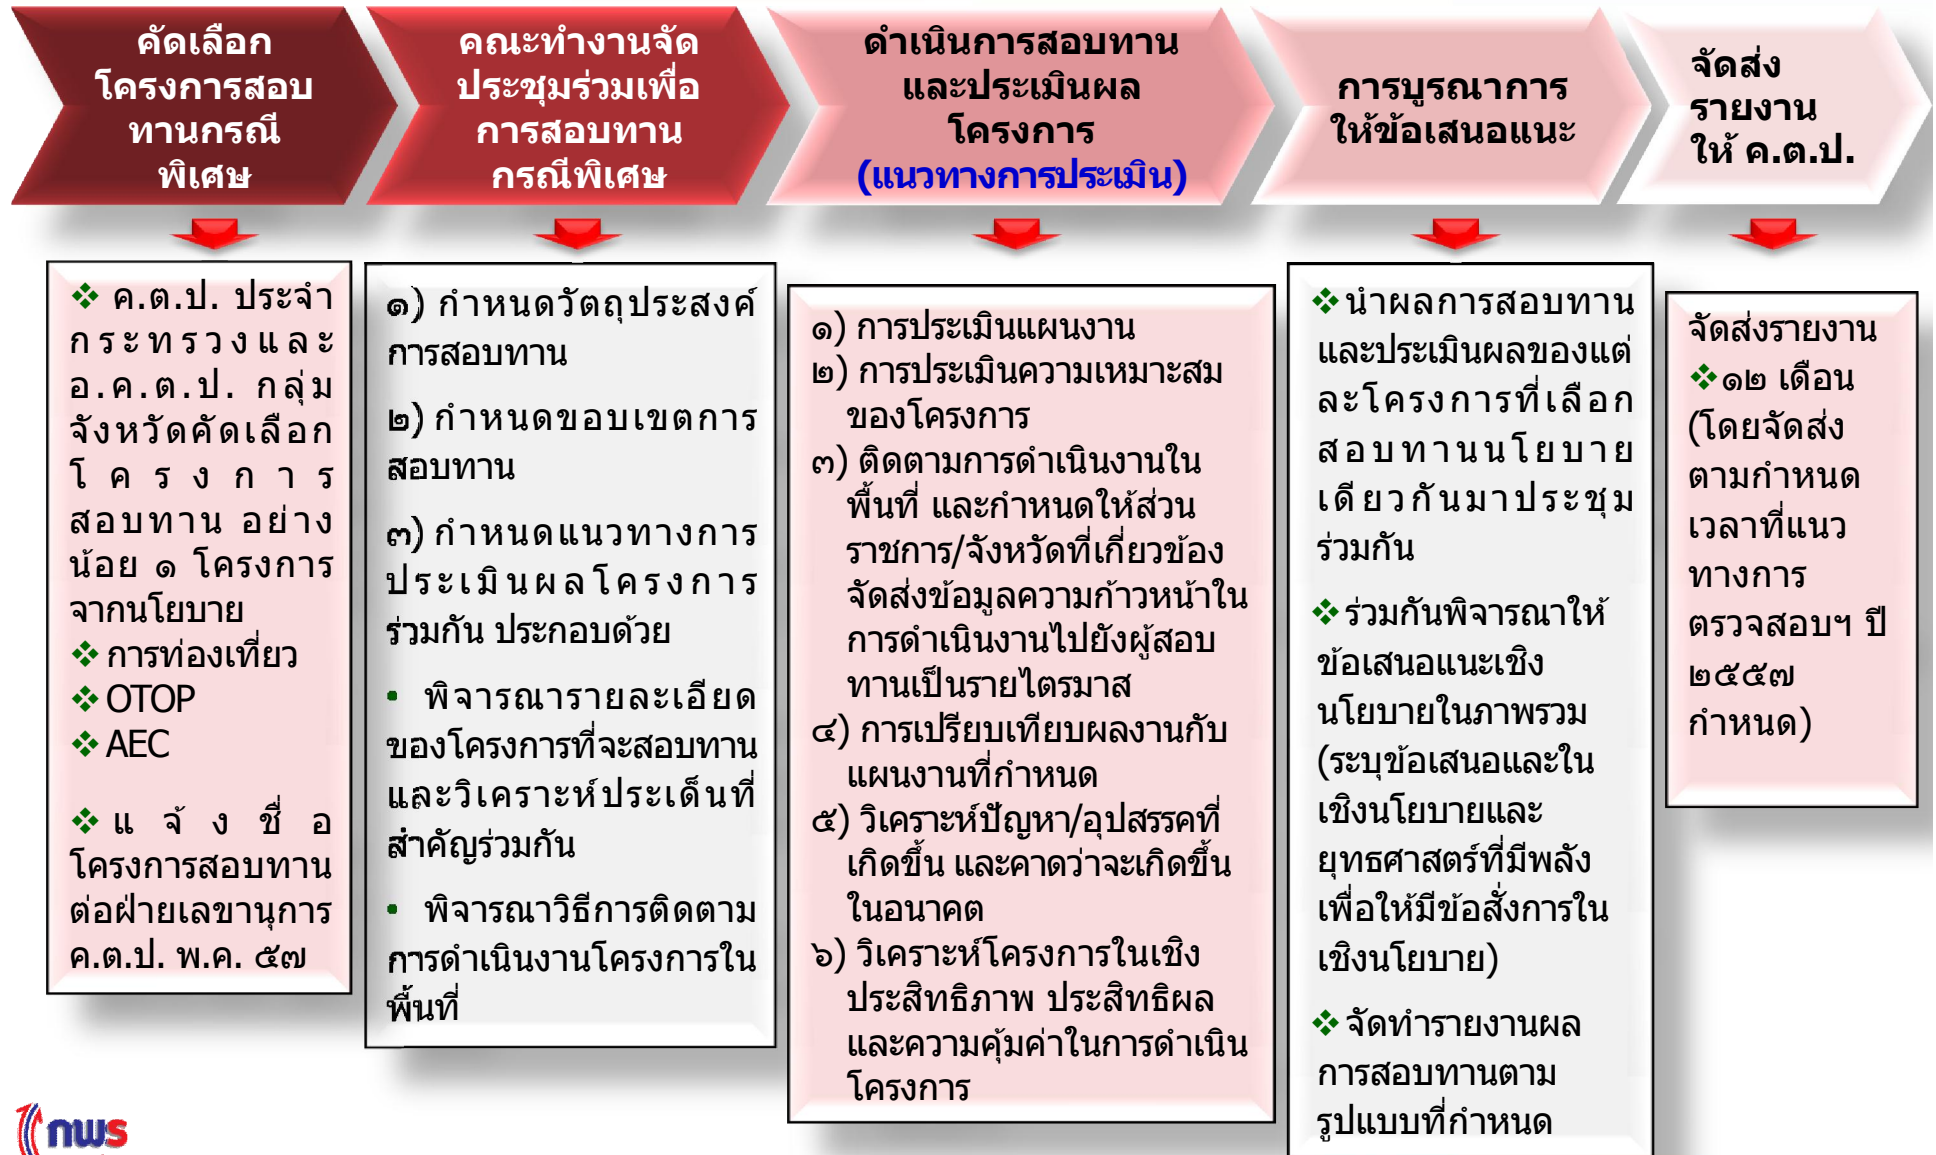 คัดเลือก
โครงการสอบ
ทานกรณี
พิเศษ
คณะทำงานจัด
ประชุมร่วมเพื่อ
การสอบทาน
กรณีพิเศษ
ดำเนินการสอบทาน
และประเมินผล
โครงการ
(แนวทางการประเมิน)
การบูรณาการ
ให้ข้อเสนอแนะ
จัดส่ง
รายงาน
ให้ ค.ต.ป.
❖ ค.ต.ป. ประจำ
กระทรวงและ
อ.ค.ต.ป. กลุ่ม
จังหวัดคัดเลือก
โครงการ
สอบทาน อย่าง
น้อย ๑ โครงการ
จากนโยบาย
❖ การท่องเที่ยว
❖ OTOP
❖ AEC
❖ แจ้งชื่อ
โครงการสอบทาน
ต่อฝ่ายเลขานุการ
ค.ต.ป. พ.ค. ๕๗
๑) กำหนดวัตถุประสงค์
การสอบทาน
๒) กำหนดขอบเขตการ
สอบทาน
๓) กำหนดแนวทางการ
ประเมินผลโครงการ
ร่วมกัน ประกอบด้วย
• พิจารณารายละเอียด
ของโครงการที่จะสอบทาน
และวิเคราะห์ประเด็นที่
สำคัญร่วมกัน
• พิจารณาวิธีการติดตาม
การดำเนินงานโครงการใน
พื้นที่
๑) การประเมินแผนงาน
๒) การประเมินความเหมาะสม
ของโครงการ
๓) ติดตามการดำเนินงานใน
พื้นที่ และกำหนดให้ส่วน
ราชการ/จังหวัดที่เกี่ยวข้อง
จัดส่งข้อมูลความก้าวหน้าใน
การดำเนินงานไปยังผู้สอบ
ทานเป็นรายไตรมาส
๔) การเปรียบเทียบผลงานกับ
แผนงานที่กำหนด
๕) วิเคราะห์ปัญหา/อุปสรรคที่
เกิดขึ้น และคาดว่าจะเกิดขึ้น
ในอนาคต
๖) วิเคราะห์โครงการในเชิง
ประสิทธิภาพ ประสิทธิผล
และความคุ้มค่าในการดำเนิน
โครงการ
❖ นำผลการสอบทาน
และประเมินผลของแต่
ละโครงการที่เลือก
สอบทานนโยบาย
เดียวกันมาประชุม
ร่วมกัน
❖ ร่วมกันพิจารณาให้
ข้อเสนอแนะเชิง
นโยบายในภาพรวม
(ระบุข้อเสนอและใน
เชิงนโยบายและ
ยุทธศาสตร์ที่มีพลัง
เพื่อให้มีข้อสั่งการใน
เชิงนโยบาย)
❖ จัดทำรายงานผล
การสอบทานตาม
รูปแบบที่กำหนด
จัดส่งรายงาน
❖ ๑๒ เดือน
(โดยจัดส่ง
ตามกำหนด
เวลาที่แนว
ทางการ
ตรวจสอบฯ ปี
๒๕๕๗
กำหนด)
กพร